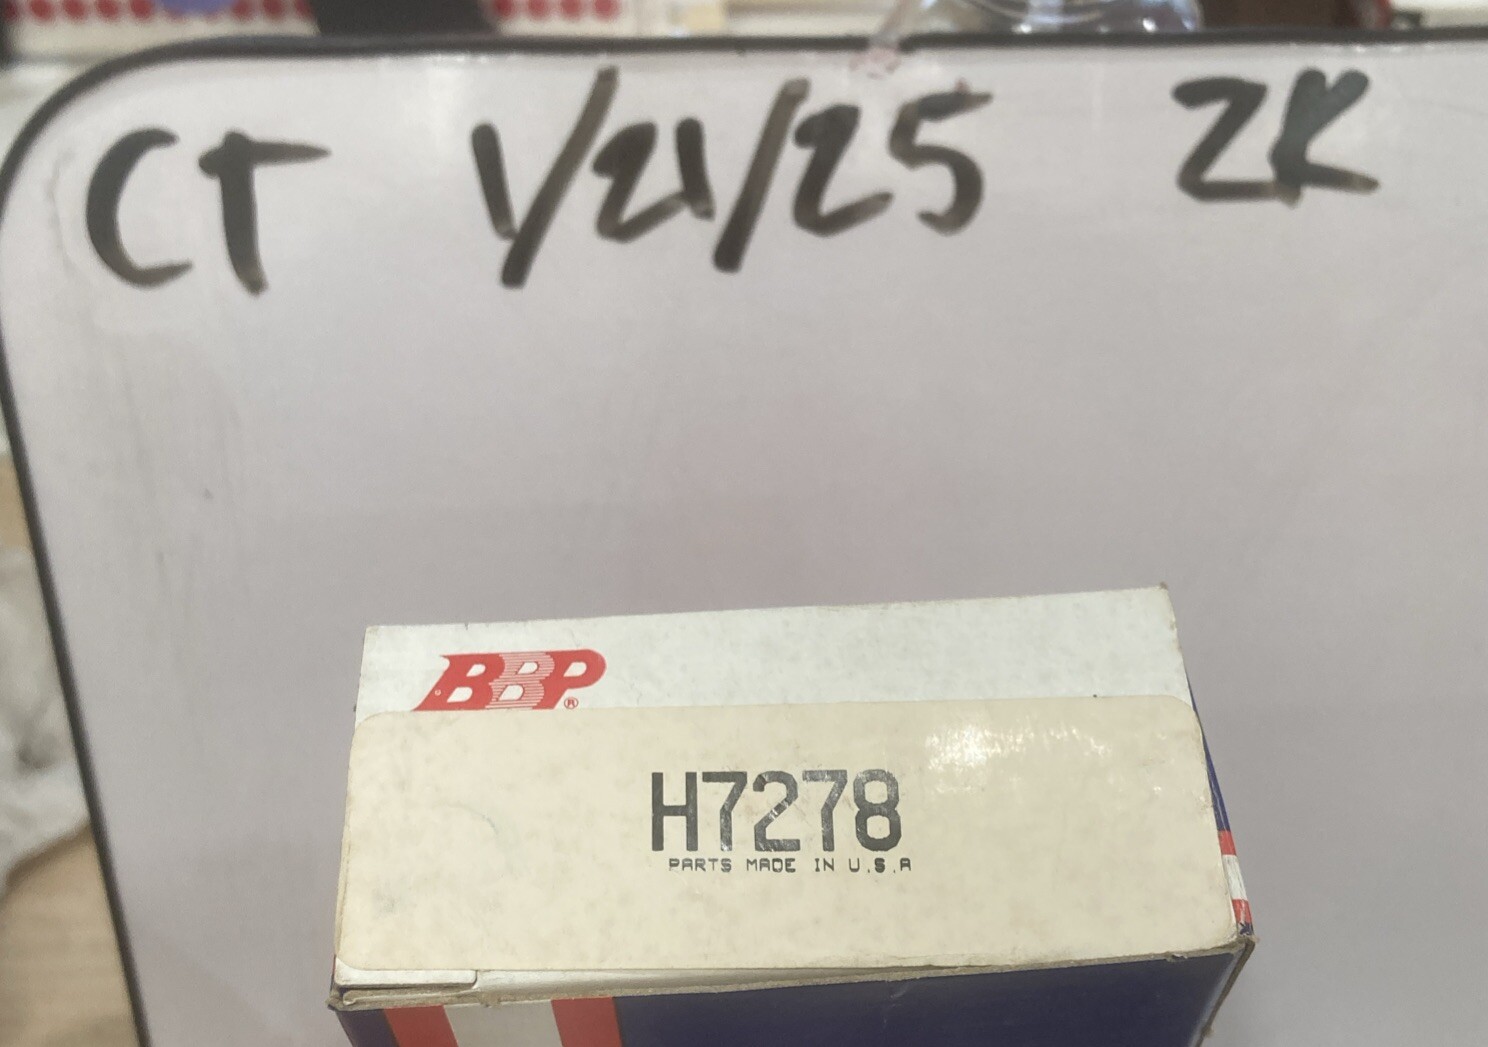 CT 1/21/25 ZK
BBP®
H7278
PARTS MADE IN U.S.A